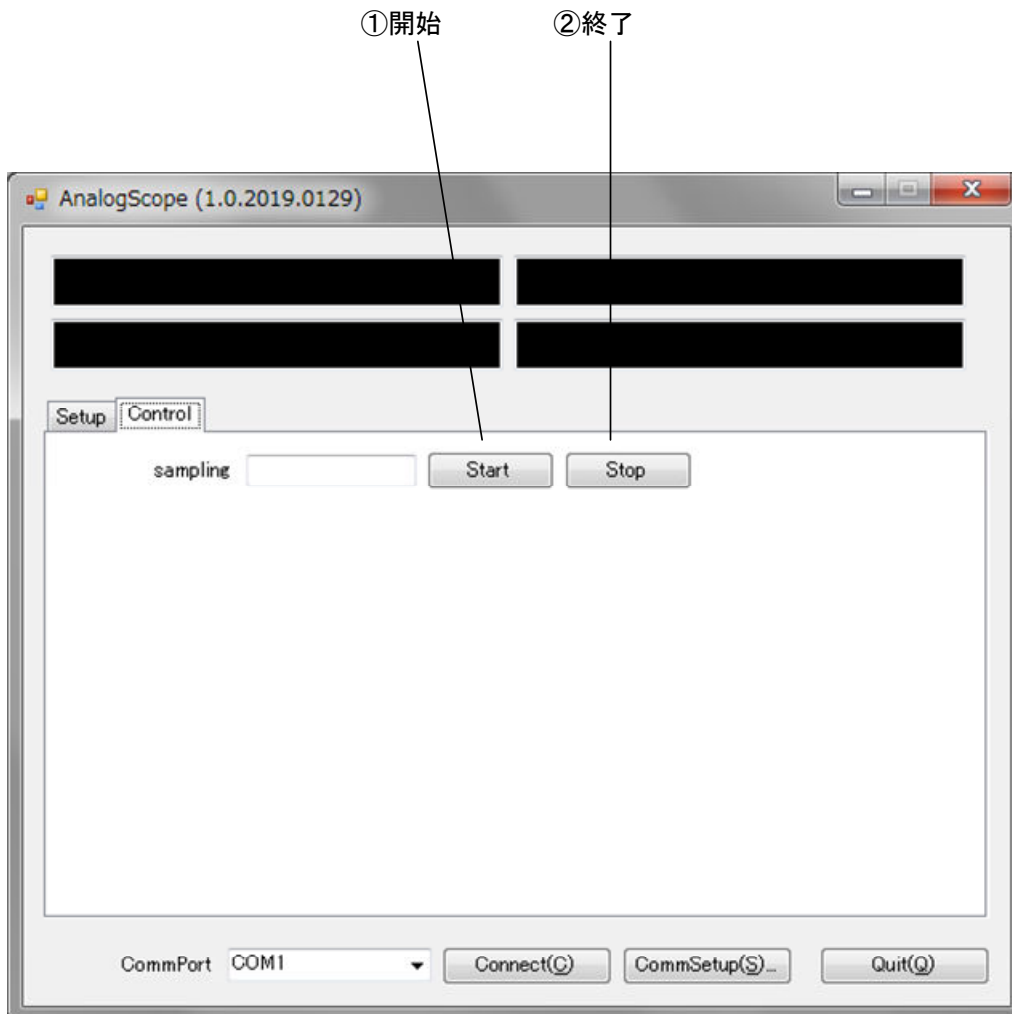 ①開始 ②終了
AnalogScope (1.0.2019.0129)
Setup Control
sampling Start Stop
CommPort COM1 Connect(C) CommSetup(S)... Quit(Q)